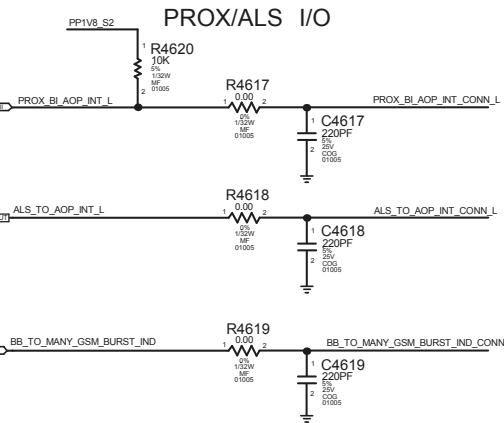 PROX/ALS I/O
PP1V8_S2
1
R4620
10K
5%
1/32W
MF
01005
2
PROX_BI_AOP_INT_L
R4617
0.00
1
2
0%
1/32W
MF
01005
PROX_BI_AOP_INT_CONN_L
1
C4617
220PF
5%
25V
COG
01005
2
ALS_TO_AOP_INT_L
R4618
0.00
1
2
0%
1/32W
MF
01005
ALS_TO_AOP_INT_CONN_L
1
C4618
220PF
5%
25V
COG
01005
2
BB_TO_MANY_GSM_BURST_IND
R4619
0.00
1
2
0%
1/32W
MF
01005
BB_TO_MANY_GSM_BURST_IND_CONN
1
C4619
220PF
5%
25V
COG
01005
2